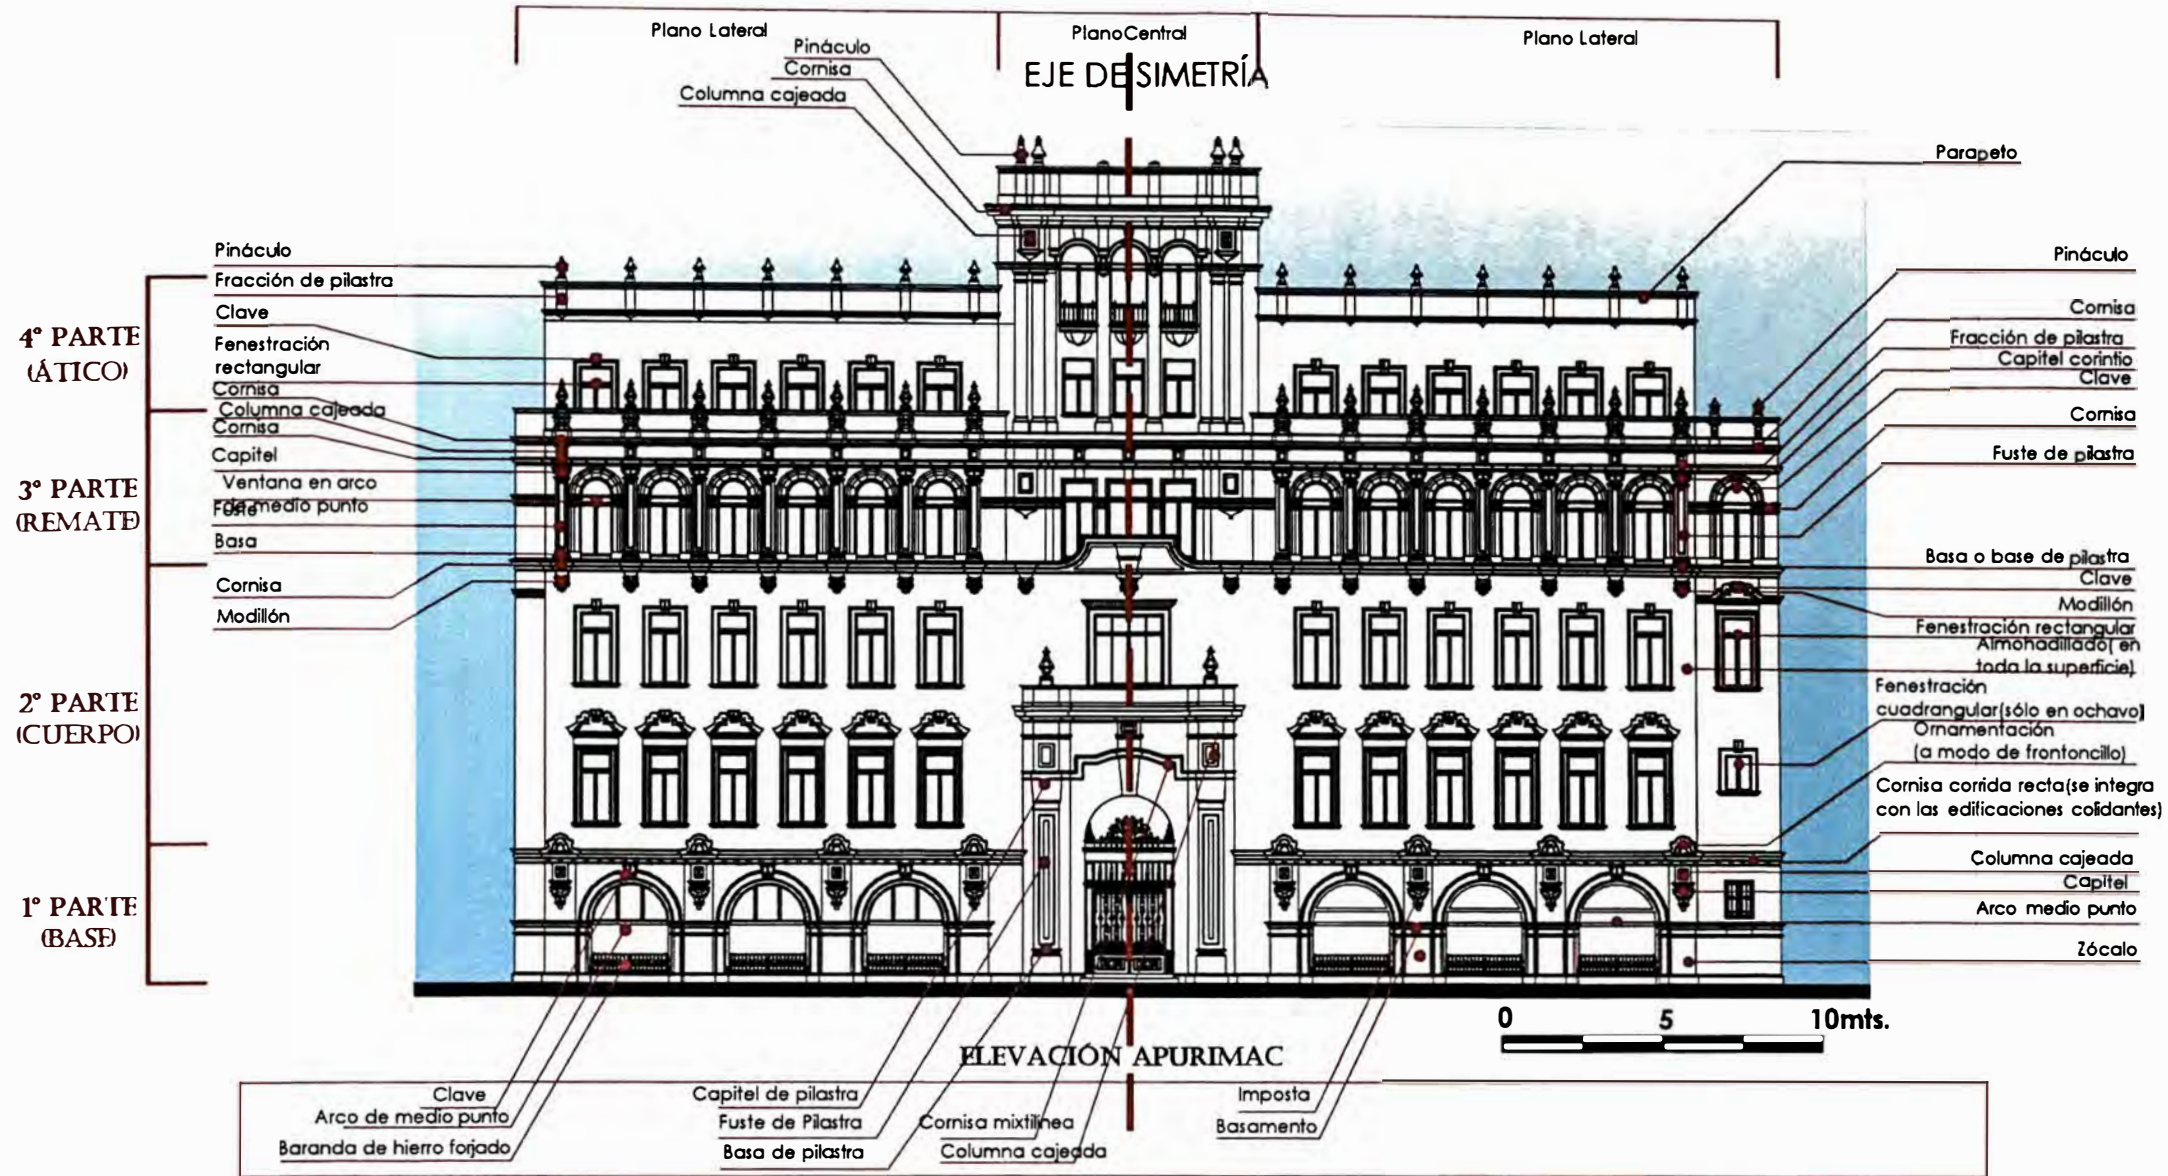 Plano Lateral
PlanoCentral
Plano Lateral
EJE DE SIMETRÍA
Pináculo
Cornisa
Columna cajeada
4° PARTE
(ÁTICO)
3° PARTE
(REMATE)
2° PARTE
(CUERPO)
1° PARTE
(BASE)
Pináculo
Fracción de pilastra
Clave
Fenestración
rectangular
Cornisa
Columna cajeada
Cornisa
Capitel
Ventana en arco
de medio punto
Fuste
Basa
Cornisa
Modillón
Parapeto
Pináculo
Cornisa
Fracción de pilastra
Capitel corintio
Clave
Cornisa
Fuste de pilastra
Basa o base de pilastra
Clave
Modillón
Fenestración rectangular
Almohadillado( en
toda la superficie)
Fenestración
cuadrangular(sólo en ochavo)
Ornamentación
(a modo de frontoncillo)
Cornisa corrida recta(se integra
con las edificaciones colidantes)
Columna cajeada
Capitel
Arco medio punto
Zócalo
0 5 10mts.
ELEVACIÓN APURIMAC
Clave
Arco de medio punto
Baranda de hierro forjado
Capitel de pilastra
Fuste de Pilastra
Basa de pilastra
Cornisa mixtilínea
Columna cajeada
Imposta
Basamento